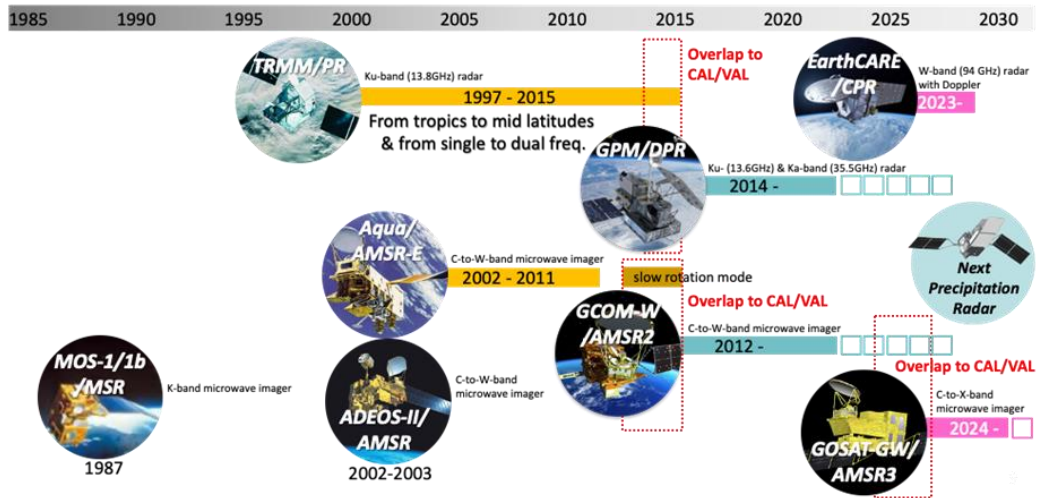 1985 1990 1995 2000 2005 2010 2015 2020 2025 2030
TRMM/PR
Ku-band (13.8GHz) radar
1997 - 2015
From tropics to mid latitudes
& from single to dual freq.
Overlap to
CAL/VAL
EarthCARE
/CPR
W-band (94 GHz) radar
with Doppler
2023-
GPM/DPR
Ku- (13.6GHz) & Ka-band (35.5GHz) radar
2014 -
Aqua/
AMSR-E
C-to-W-band microwave imager
2002 - 2011
slow rotation mode
Overlap to CAL/VAL
Next
Precipitation
Radar
GCOM-W
/AMSR2
C-to-W-band microwave imager
2012 -
MOS-1/1b
/MSR
K-band microwave imager
1987
ADEOS-II/
AMSR
C-to-W-band
microwave imager
2002-2003
Overlap to CAL/VAL
GOSAT-GW/
AMSR3
C-to-X-band
microwave imager
2024 -